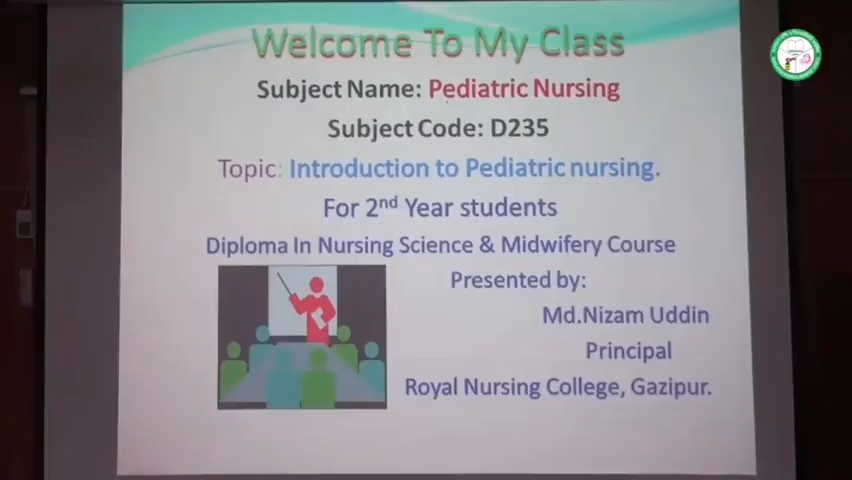 Welcome To My Class
Subject Name: Pediatric Nursing
Subject Code: D235
Topic: Introduction to Pediatric nursing.
For 2nd Year students
Diploma In Nursing Science & Midwifery Course
Presented by:
Md.Nizam Uddin
Principal
Royal Nursing College, Gazipur.